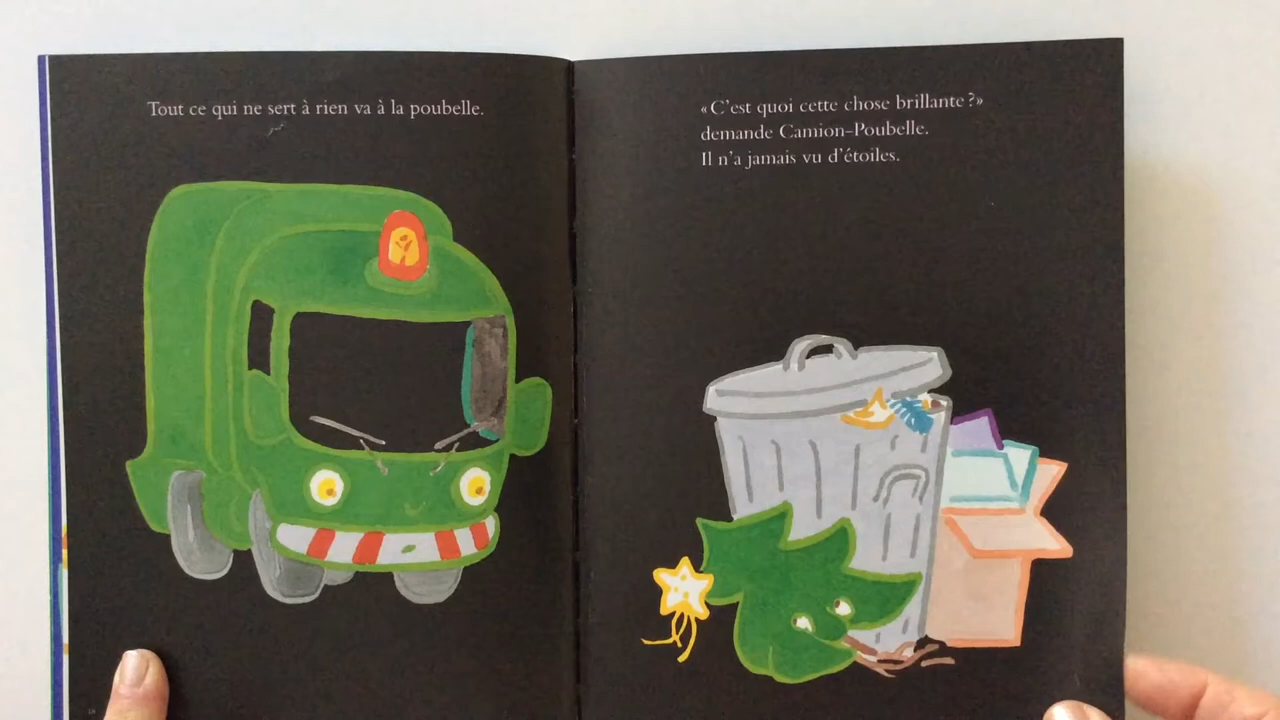 Tout ce qui ne sert à rien va à la poubelle.
« C'est quoi cette chose brillante ? »
demande Camion-Poubelle.
Il n'a jamais vu d'étoiles.